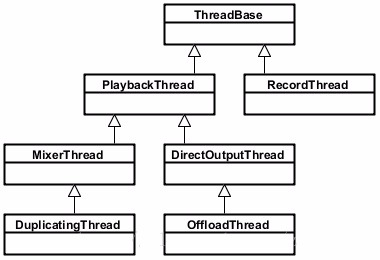 ThreadBase
PlaybackThread
RecordThread
MixerThread
DirectOutputThread
DuplicatingThread
OffloadThread